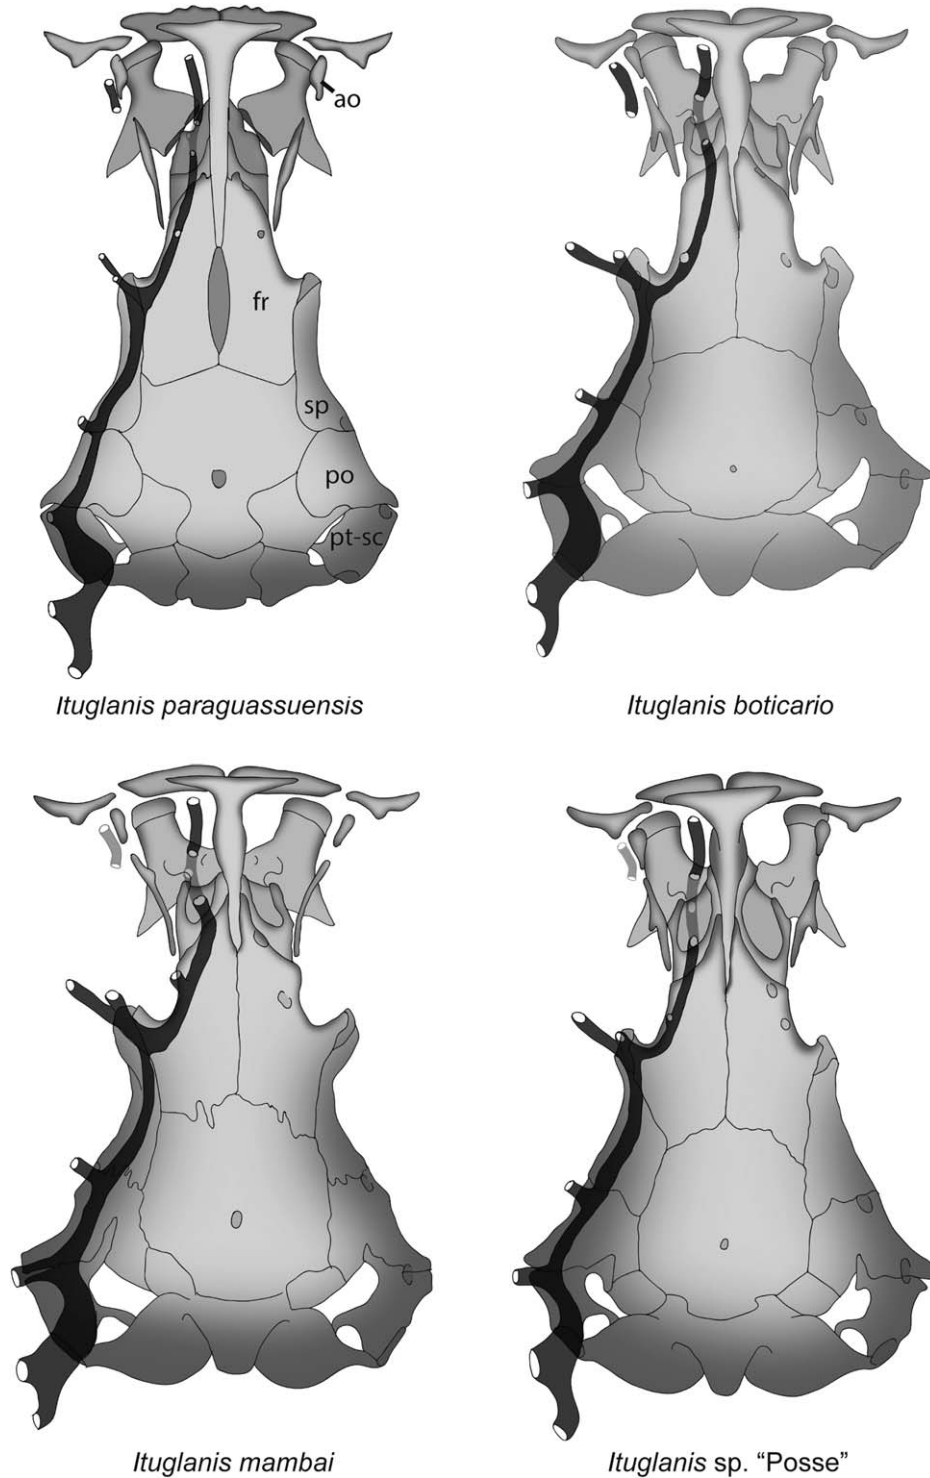 ao
fr
sp
po
pt-sc
Ituglanis paraguassuensis
Ituglanis boticario
Ituglanis mambai
Ituglanis sp. “Posse”